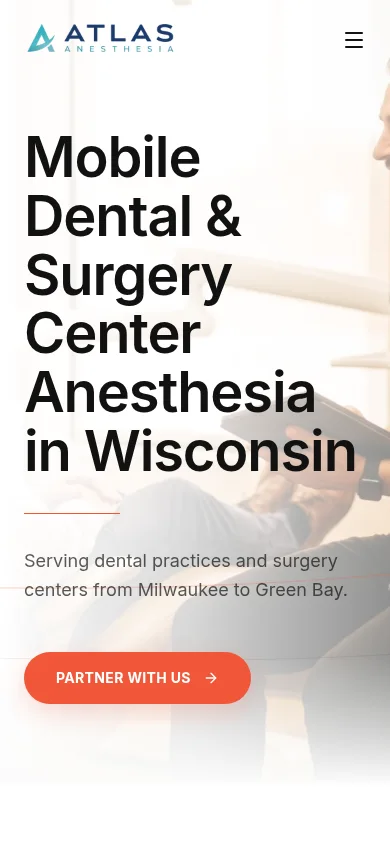 ATLAS
ANESTHESIA
Mobile
Dental &
Surgery
Center
Anesthesia
in Wisconsin
Serving dental practices and surgery
centers from Milwaukee to Green Bay.
PARTNER WITH US